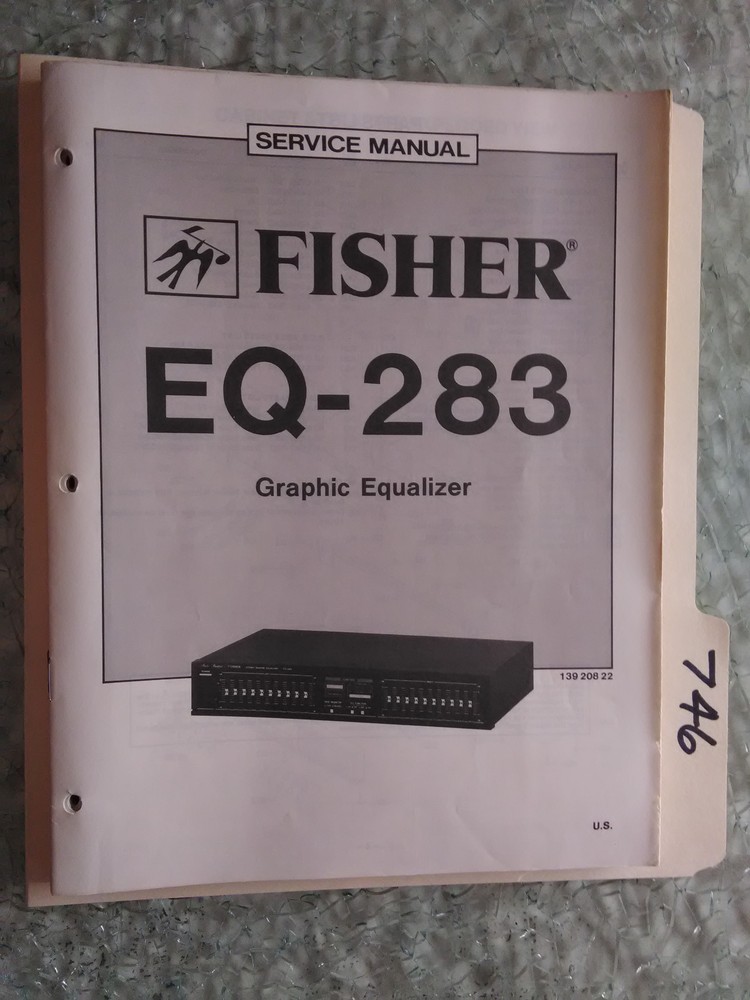 SERVICE MANUAL
FISHER®
EQ-283
Graphic Equalizer
139 208 22
746
U.S.